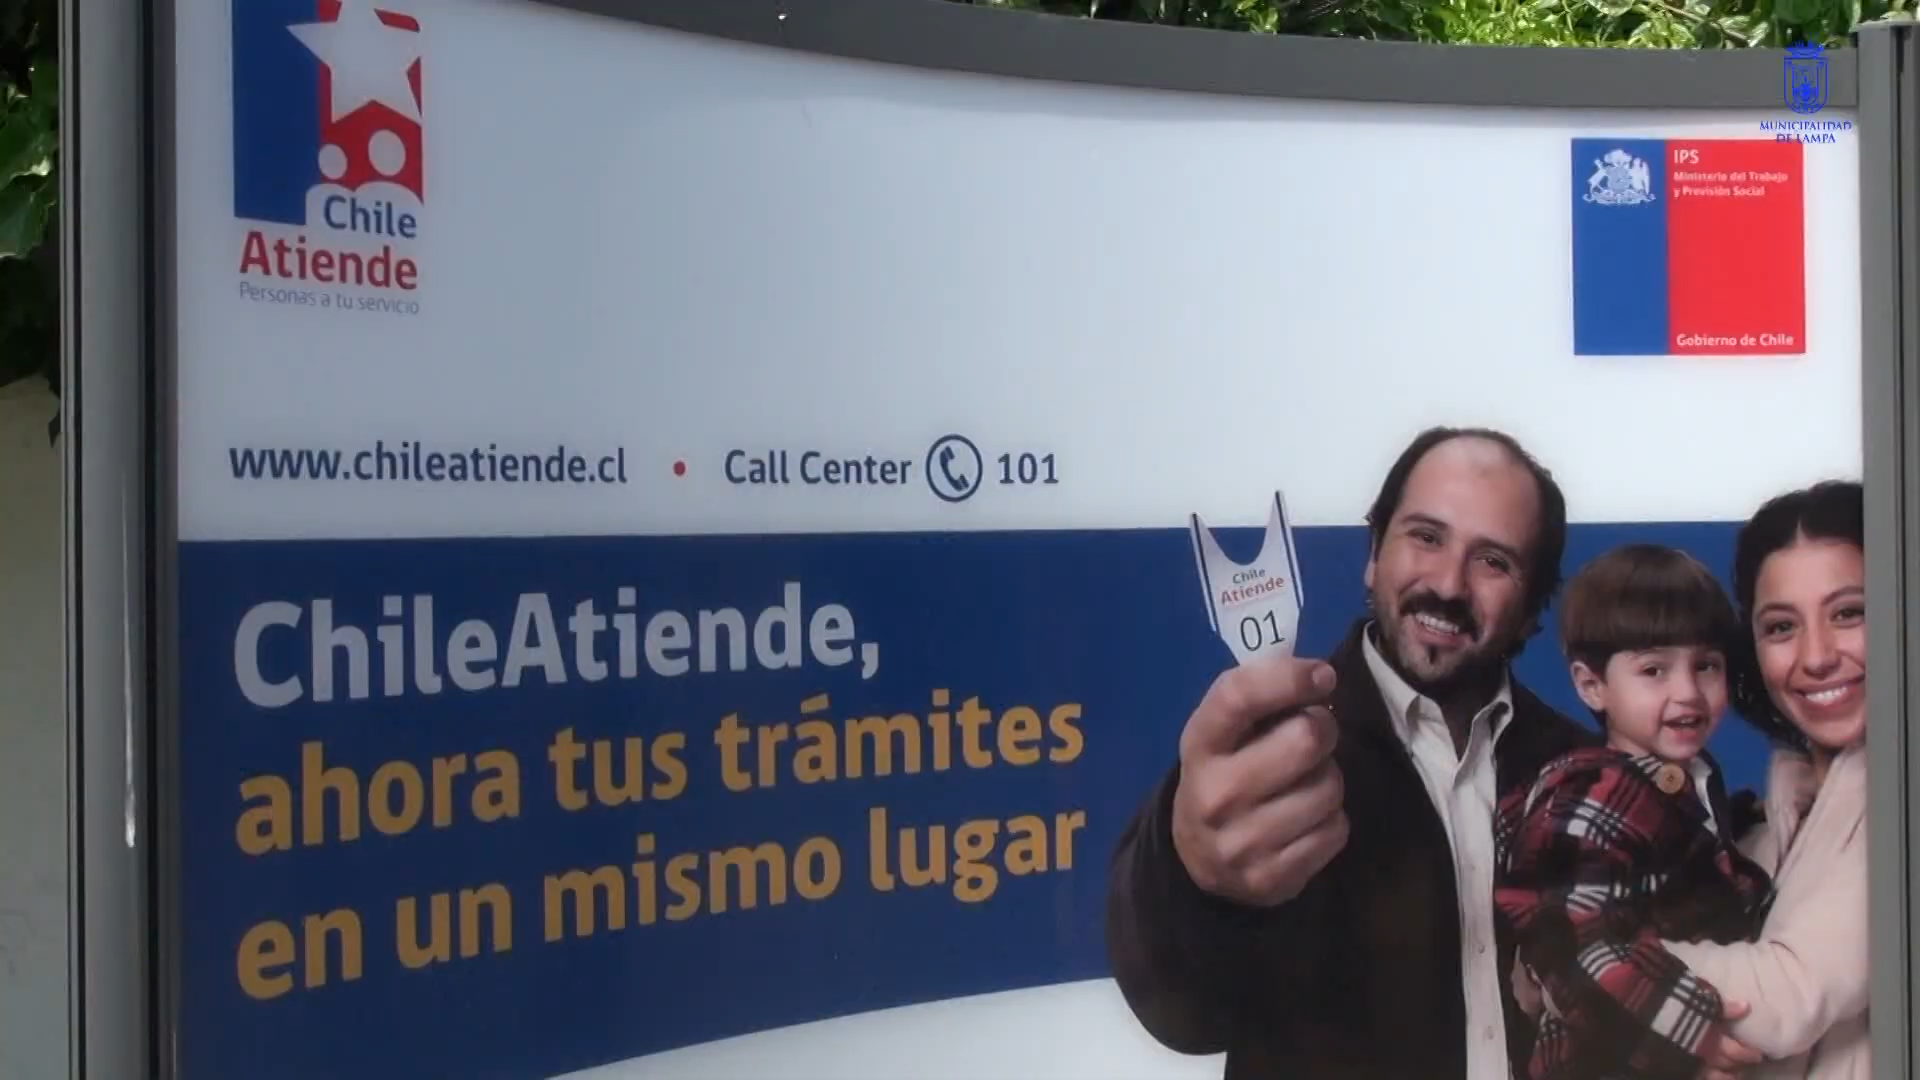 MUNICIPALIDAD
DE LAMPA
Chile
Atiende
Personas a tu servicio
IPS
Ministerio del Trabajo
y Previsión Social
Gobierno de Chile
www.chileatiende.cl • Call Center 101
Chile
Atiende
01
ChileAtiende,
ahora tus trámites
en un mismo lugar